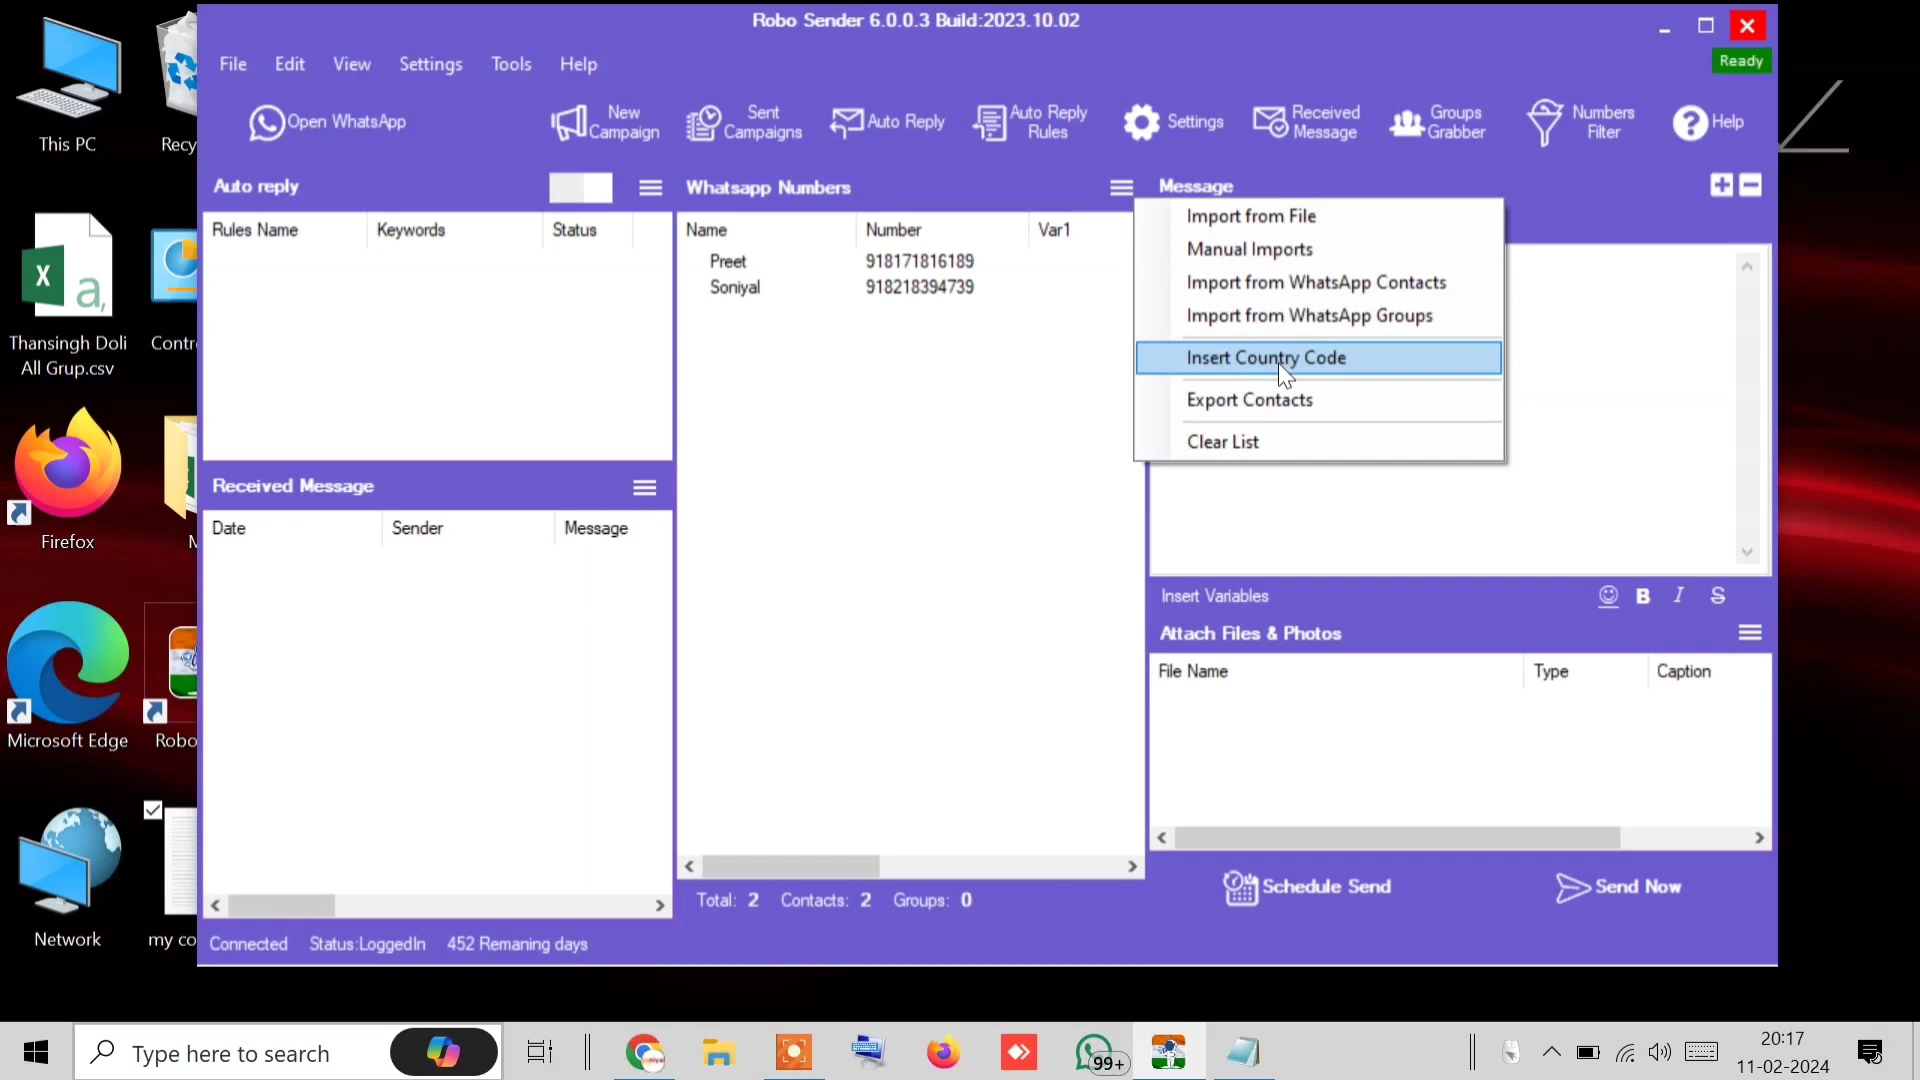 Robo Sender 6.0.0.3 Build:2023.10.02
File Edit View Settings Tools Help
Ready
Open WhatsApp
New Campaign
Sent Campaigns
Auto Reply
Auto Reply Rules
Settings
Received Message
Groups Grabber
Numbers Filter
Help
Auto reply
Rules Name Keywords Status
Whatsapp Numbers
Name Number Var1
Preet 918171816189
Soniyal 918218394739
Message
Import from File
Manual Imports
Import from WhatsApp Contacts
Import from WhatsApp Groups
Insert Country Code
Export Contacts
Clear List
Received Message
Date Sender Message
Insert Variables
B I S
Attach Files & Photos
File Name Type Caption
Total: 2 Contacts: 2 Groups: 0
Schedule Send
Send Now
Connected Status:LoggedIn 452 Remaning days
This PC
Recy
X a,
Thansingh Doli
All Grup.csv
Contr
Firefox
Microsoft Edge
Robo
Network
my co
Type here to search
99+
20:17
11-02-2024